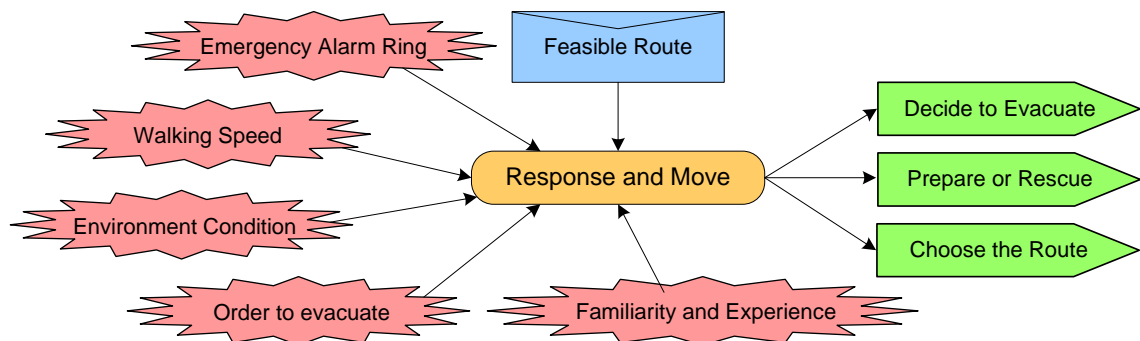 Emergency Alarm Ring
Feasible Route
Decide to Evacuate
Walking Speed
Response and Move
Prepare or Rescue
Environment Condition
Choose the Route
Order to evacuate
Familiarity and Experience